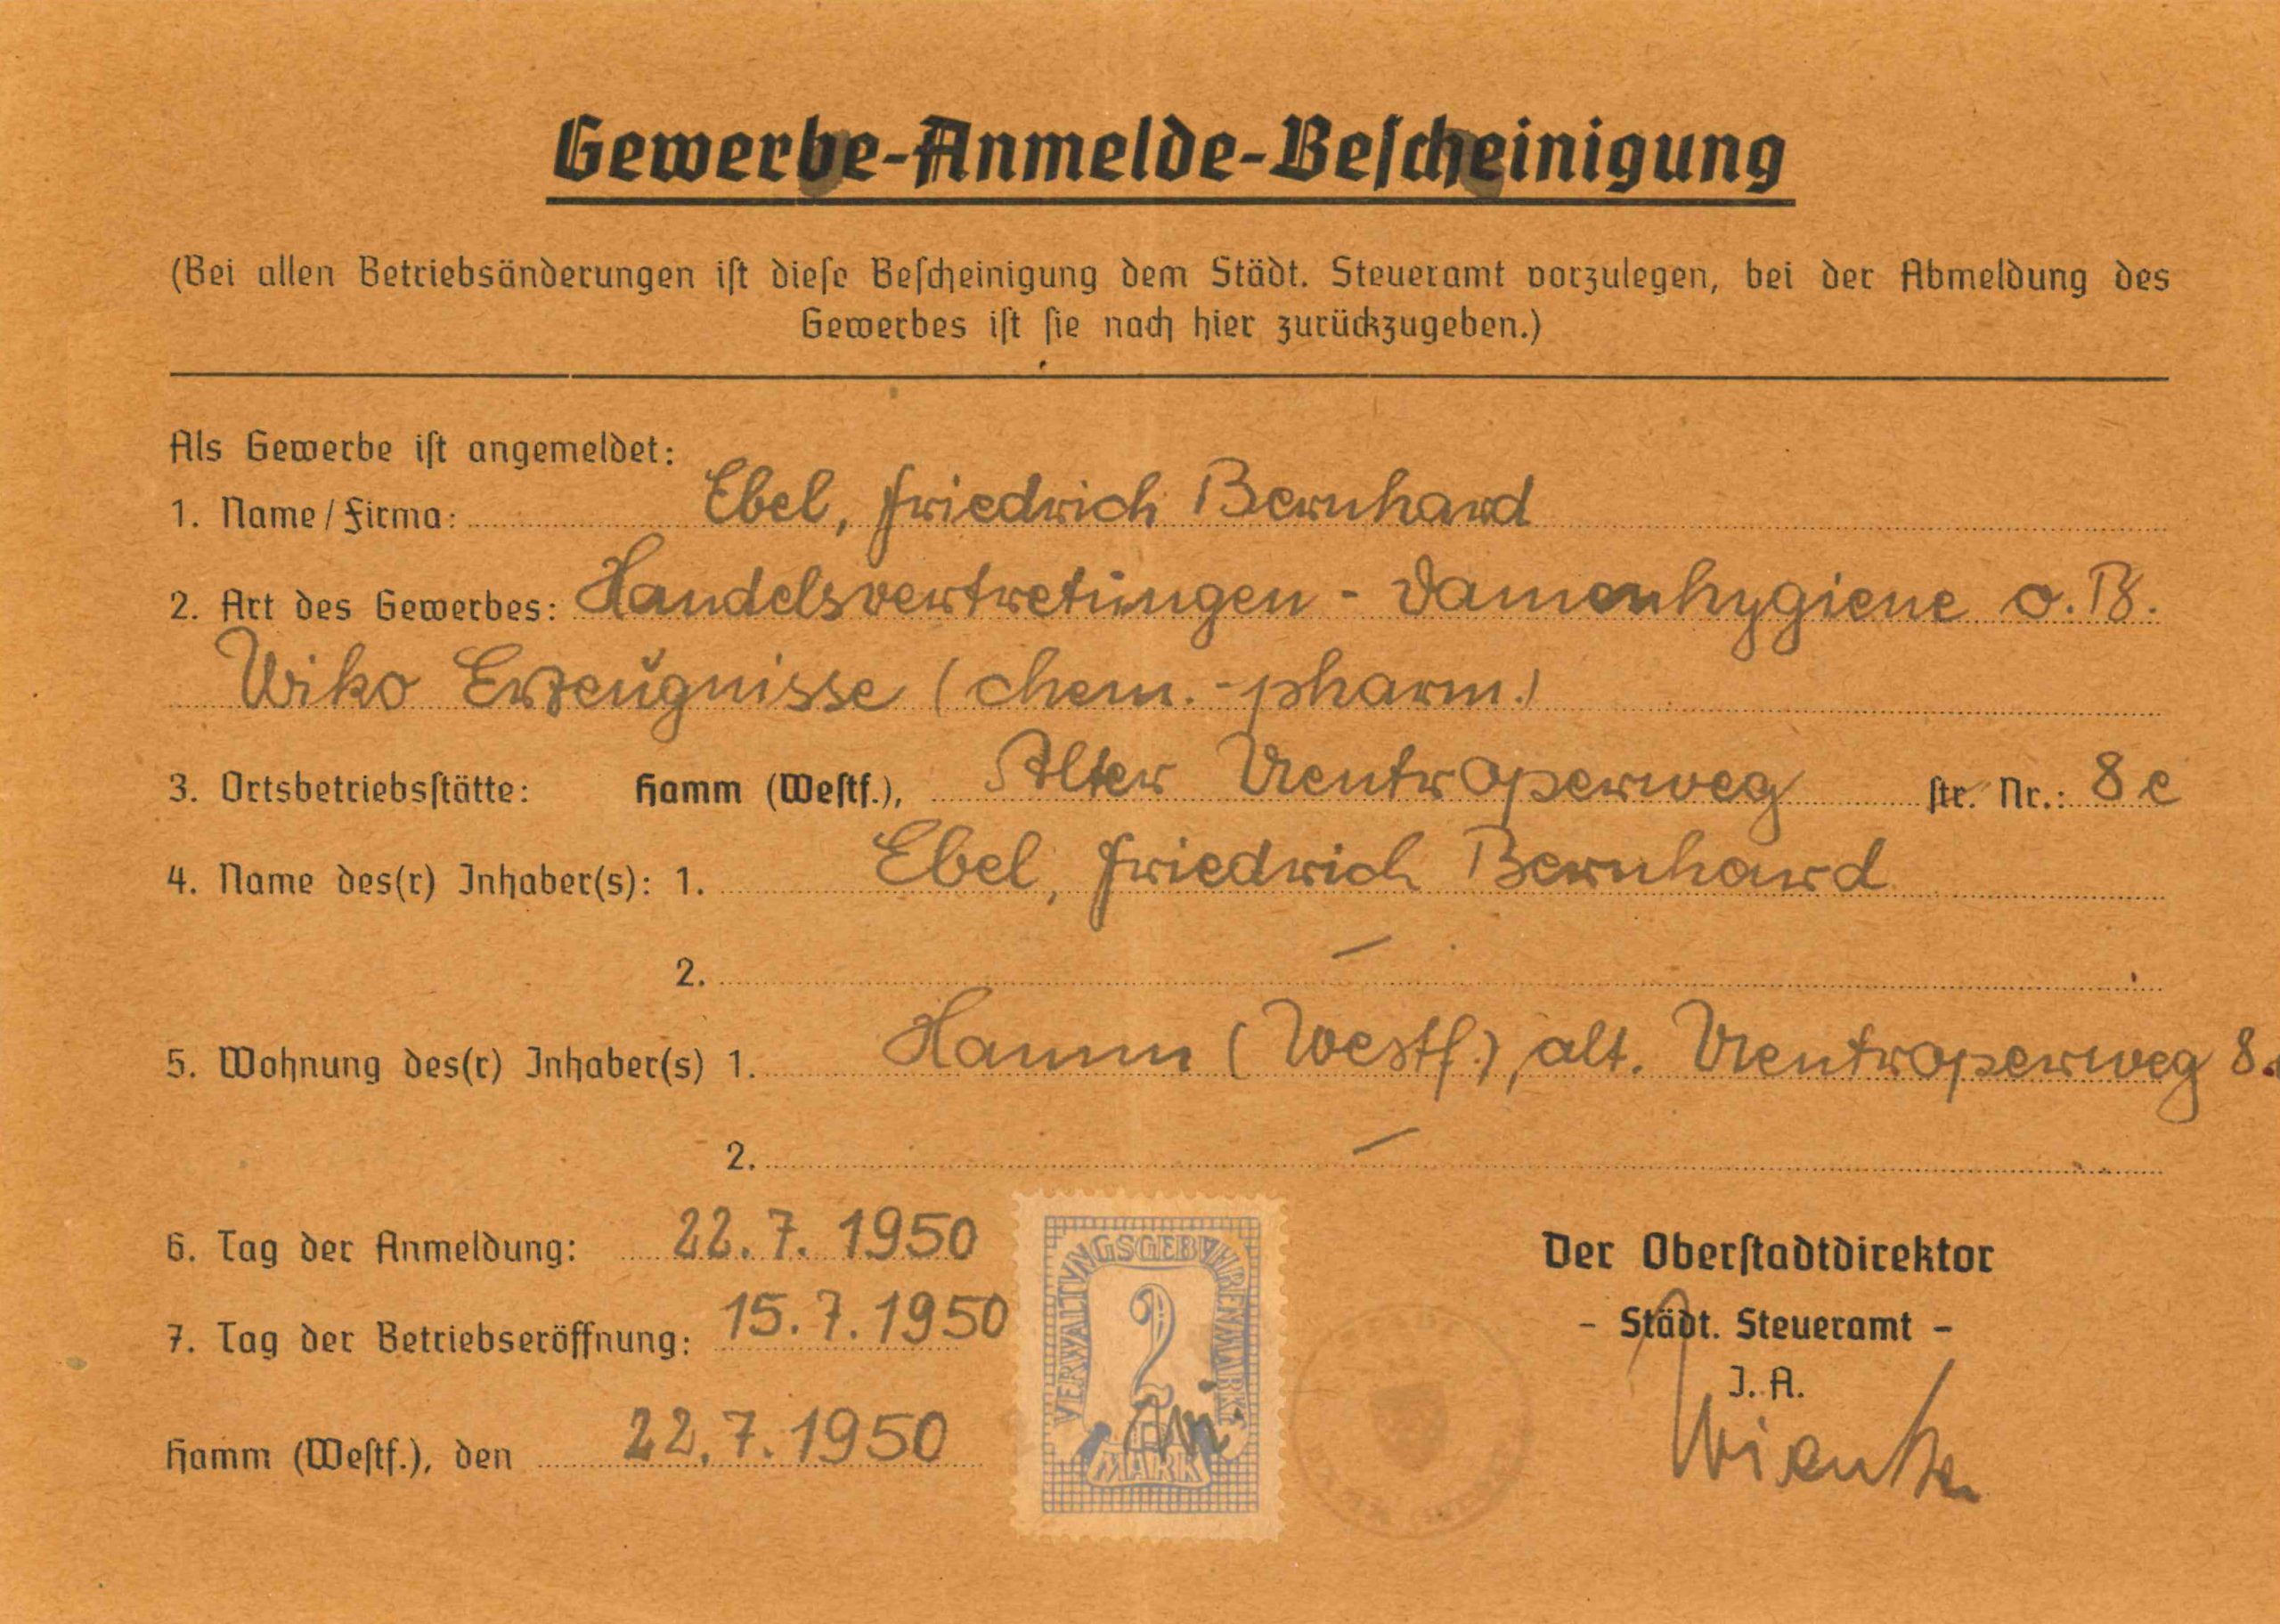 Gewerbe-Anmelde-Beſcheinigung
(Bei allen Betriebsänderungen iſt dieſe Beſcheinigung dem Städt. Steueramt vorzulegen, bei der Abmeldung des
Gewerbes iſt ſie nach hier zurückzugeben.)
Als Gewerbe iſt angemeldet:
1. Name/Firma: Ebel, Friedrich Bernhard
2. Art des Gewerbes: Handelsvertretungen - Damenhygiene o.B.
Wiko Erzeugnisse (chem.-pharm.)
3. Ortsbetriebsſtätte: Hamm (Weſtf.), Alter Uentroperweg ſtr. Nr.: 8 c
4. Name des(r) Inhaber(s): 1. Ebel, Friedrich Bernhard
2. —
5. Wohnung des(r) Inhaber(s) 1. Hamm (Westf.), alt. Uentroperweg 8
2. —
6. Tag der Anmeldung: 22.7.1950
7. Tag der Betriebseröffnung: 15.7.1950
Hamm (Weſtf.), den 22.7.1950
VERWALTUNGSGEBÜHRENMARKE
2
MARK
Der Oberſtadtdirektor
- Städt. Steueramt -
J. A.